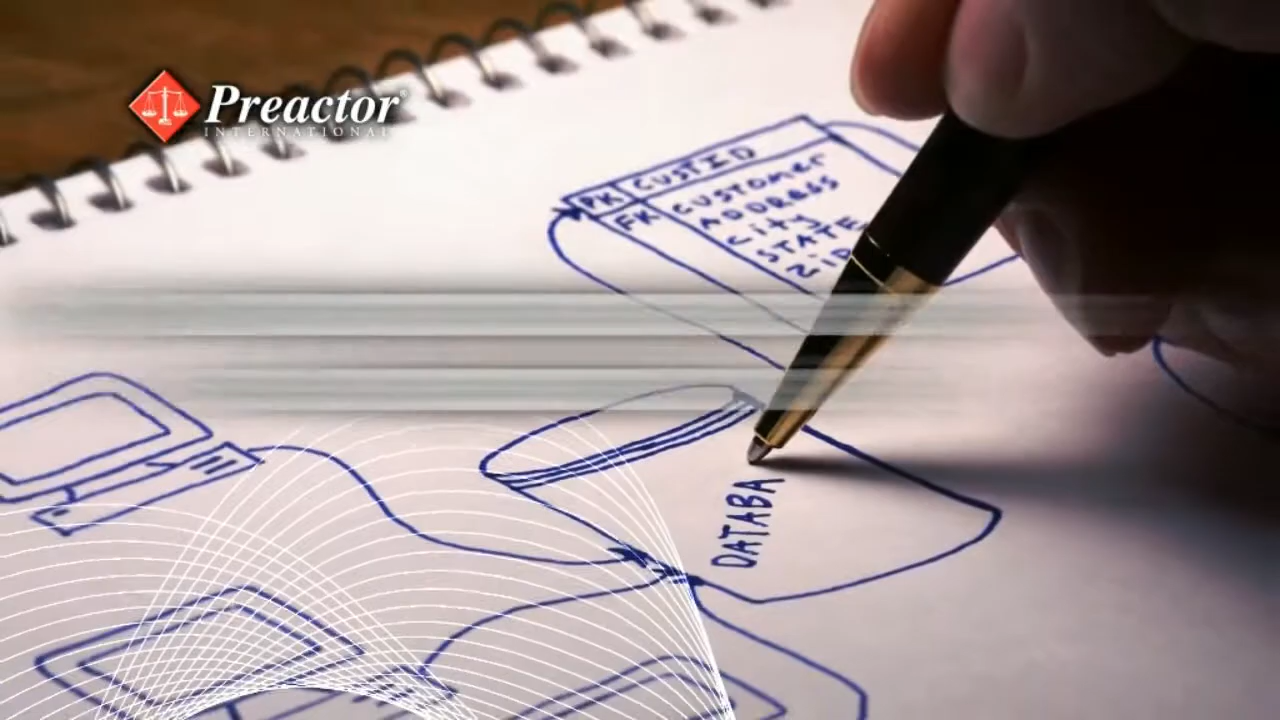 Preactor®
INTERNATIONAL
PK CUSTID
FK CUSTOMER
ADDRESS
City
STATE
ZIP
DATABA